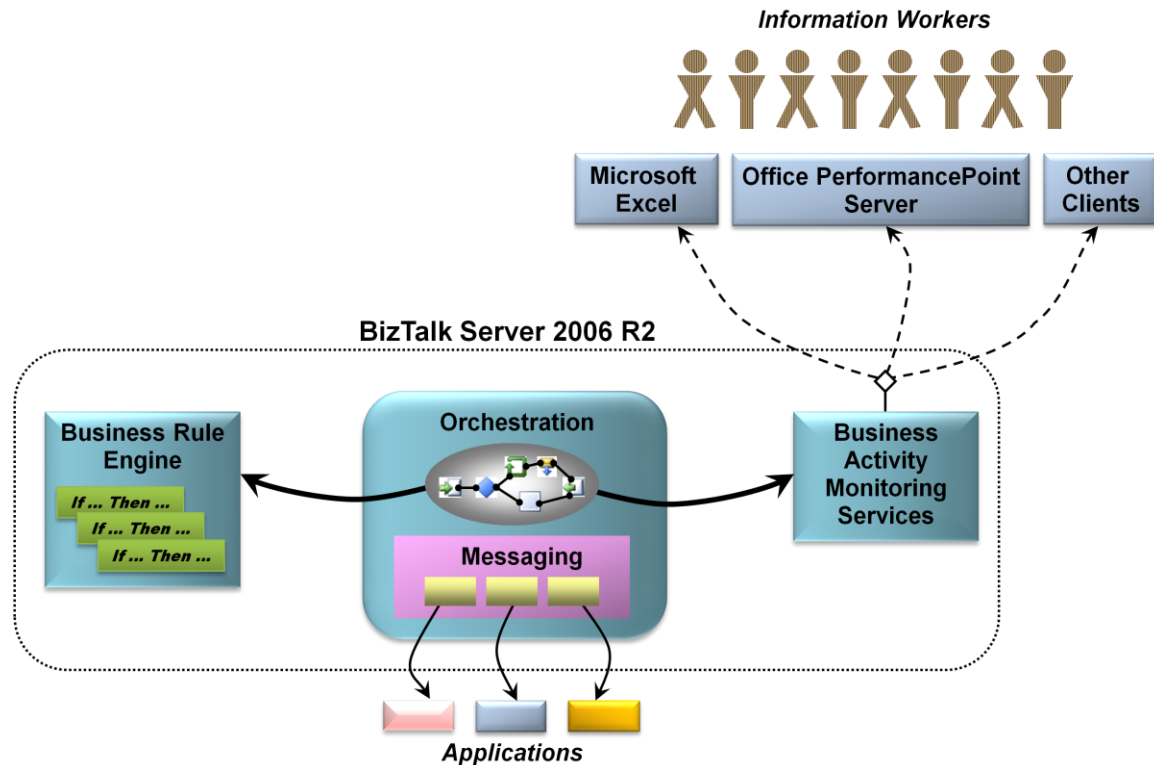 Information Workers
Microsoft
Excel
Office PerformancePoint
Server
Other
Clients
BizTalk Server 2006 R2
Business Rule
Engine
If ... Then ...
If ... Then ...
If ... Then ...
Orchestration
Messaging
Business
Activity
Monitoring
Services
Applications